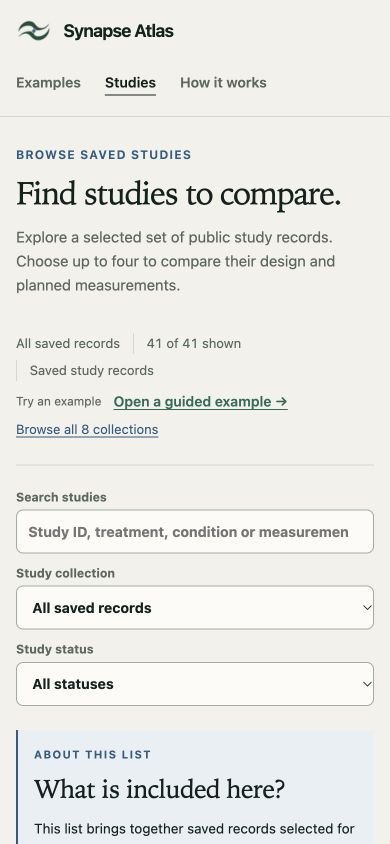 Synapse Atlas
Examples Studies How it works
BROWSE SAVED STUDIES
Find studies to compare.
Explore a selected set of public study records.
Choose up to four to compare their design and
planned measurements.
All saved records 41 of 41 shown
Saved study records
Try an example Open a guided example →
Browse all 8 collections
Search studies
Study ID, treatment, condition or measuremen
Study collection
All saved records
Study status
All statuses
ABOUT THIS LIST
What is included here?
This list brings together saved records selected for